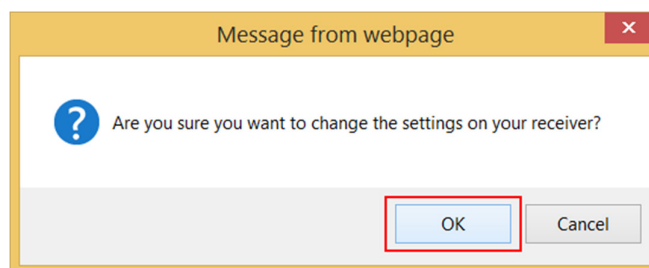 Message from webpage
Are you sure you want to change the settings on your receiver?
OK Cancel